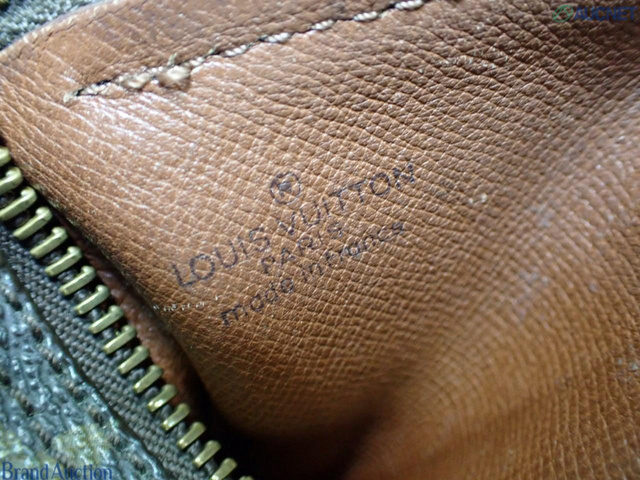 Ⓡ
LOUIS VUITTON
PARIS
made in France
Brand Auction